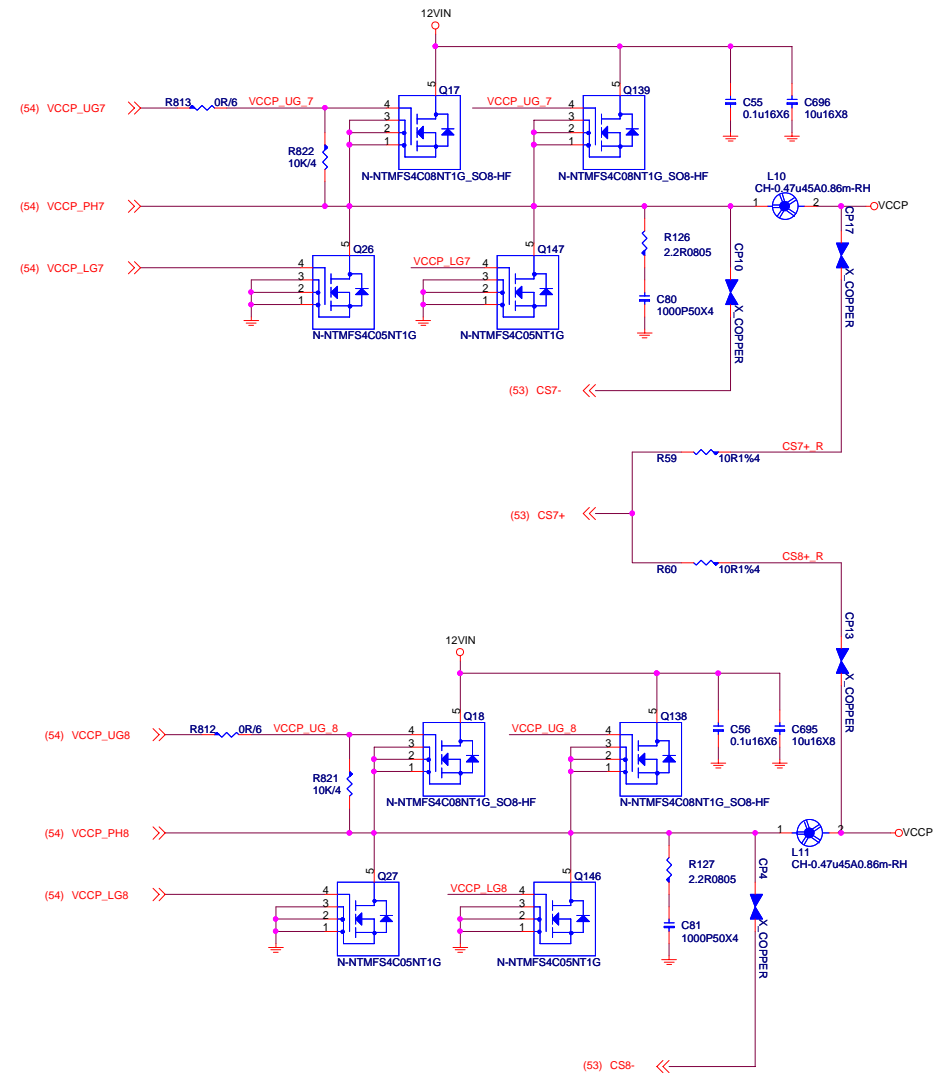 12VIN
(54) VCCP_UG7
R813
0R/6
VCCP_UG_7
R822
10K/4
5
Q17
4
3
2
1
N-NTMFS4C08NT1G_SO8-HF
VCCP_UG_7
5
Q139
4
3
2
1
N-NTMFS4C08NT1G_SO8-HF
C55
0.1u16X6
C696
10u16X8
(54) VCCP_PH7
L10
CH-0.47u45A0.86m-RH
1
2
VCCP
(54) VCCP_LG7
5
Q26
4
3
2
1
N-NTMFS4C05NT1G
VCCP_LG7
5
Q147
4
3
2
1
N-NTMFS4C05NT1G
R126
2.2R0805
C80
1000P50X4
CP10
X_COPPER
CP17
X_COPPER
(53) CS7-
R59
10R1%4
CS7+_R
(53) CS7+
R60
10R1%4
CS8+_R
CP13
X_COPPER
12VIN
(54) VCCP_UG8
R812
0R/6
VCCP_UG_8
R821
10K/4
5
Q18
4
3
2
1
N-NTMFS4C08NT1G_SO8-HF
VCCP_UG_8
5
Q138
4
3
2
1
N-NTMFS4C08NT1G_SO8-HF
C56
0.1u16X6
C695
10u16X8
(54) VCCP_PH8
1
2
VCCP
L11
CH-0.47u45A0.86m-RH
(54) VCCP_LG8
5
Q27
4
3
2
1
N-NTMFS4C05NT1G
VCCP_LG8
5
Q146
4
3
2
1
N-NTMFS4C05NT1G
R127
2.2R0805
C81
1000P50X4
CP4
X_COPPER
(53) CS8-